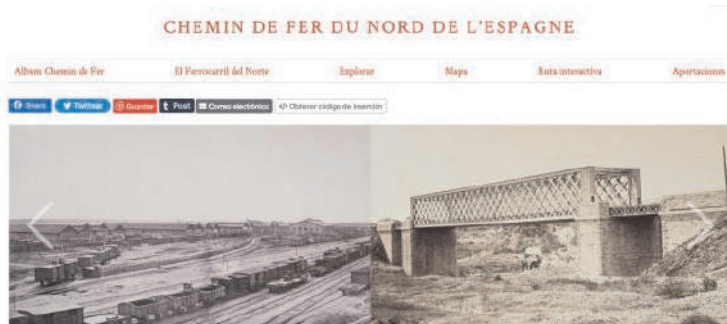 CHEMIN DE FER DU NORD DE L'ESPAGNE
Album Chemin de Fer El Ferrocarril del Norte Explorar Mapa Ruta interactiva Aportaciones
Share Twittear Guardar Post Correo electrónico </> Obtener código de inserción